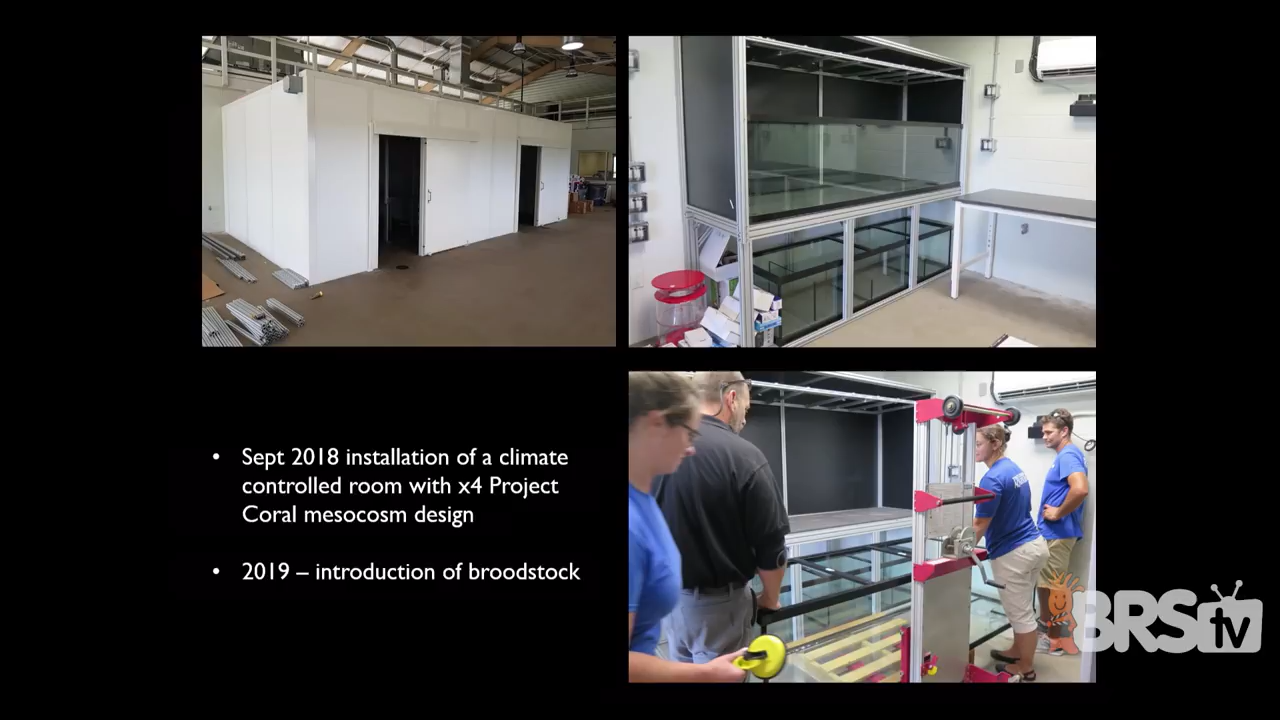 • Sept 2018 installation of a climate
controlled room with x4 Project
Coral mesocosm design
• 2019 – introduction of broodstock
BRStv